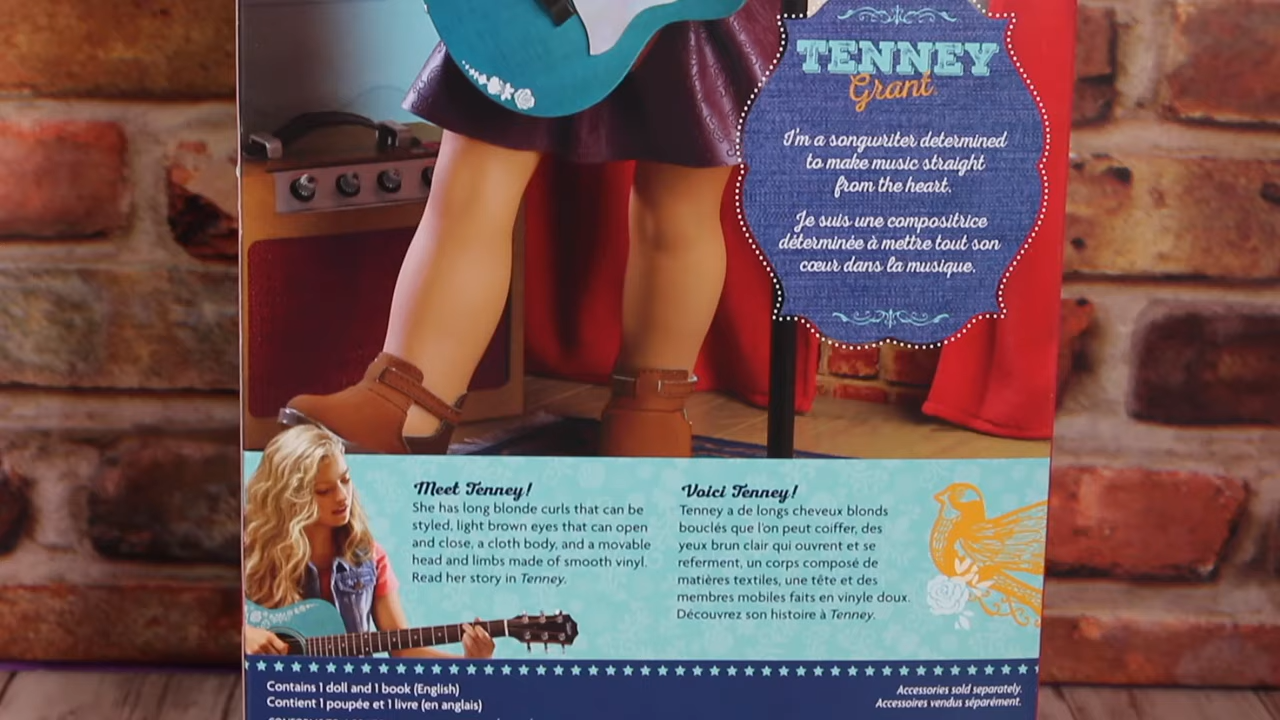 TENNEY
Grant
I'm a songwriter determined
to make music straight
from the heart.
Je suis une compositrice
déterminée à mettre tout son
cœur dans la musique.
Meet Tenney!
She has long blonde curls that can be
styled, light brown eyes that can open
and close, a cloth body, and a movable
head and limbs made of smooth vinyl.
Read her story in Tenney.
Voici Tenney!
Tenney a de longs cheveux blonds
bouclés que l'on peut coiffer, des
yeux brun clair qui ouvrent et se
referment, un corps composé de
matières textiles, une tête et des
membres mobiles faits en vinyle doux.
Découvrez son histoire à Tenney.
Contains 1 doll and 1 book (English)
Contient 1 poupée et 1 livre (en anglais)
Accessories sold separately.
Accessoires vendus séparément.